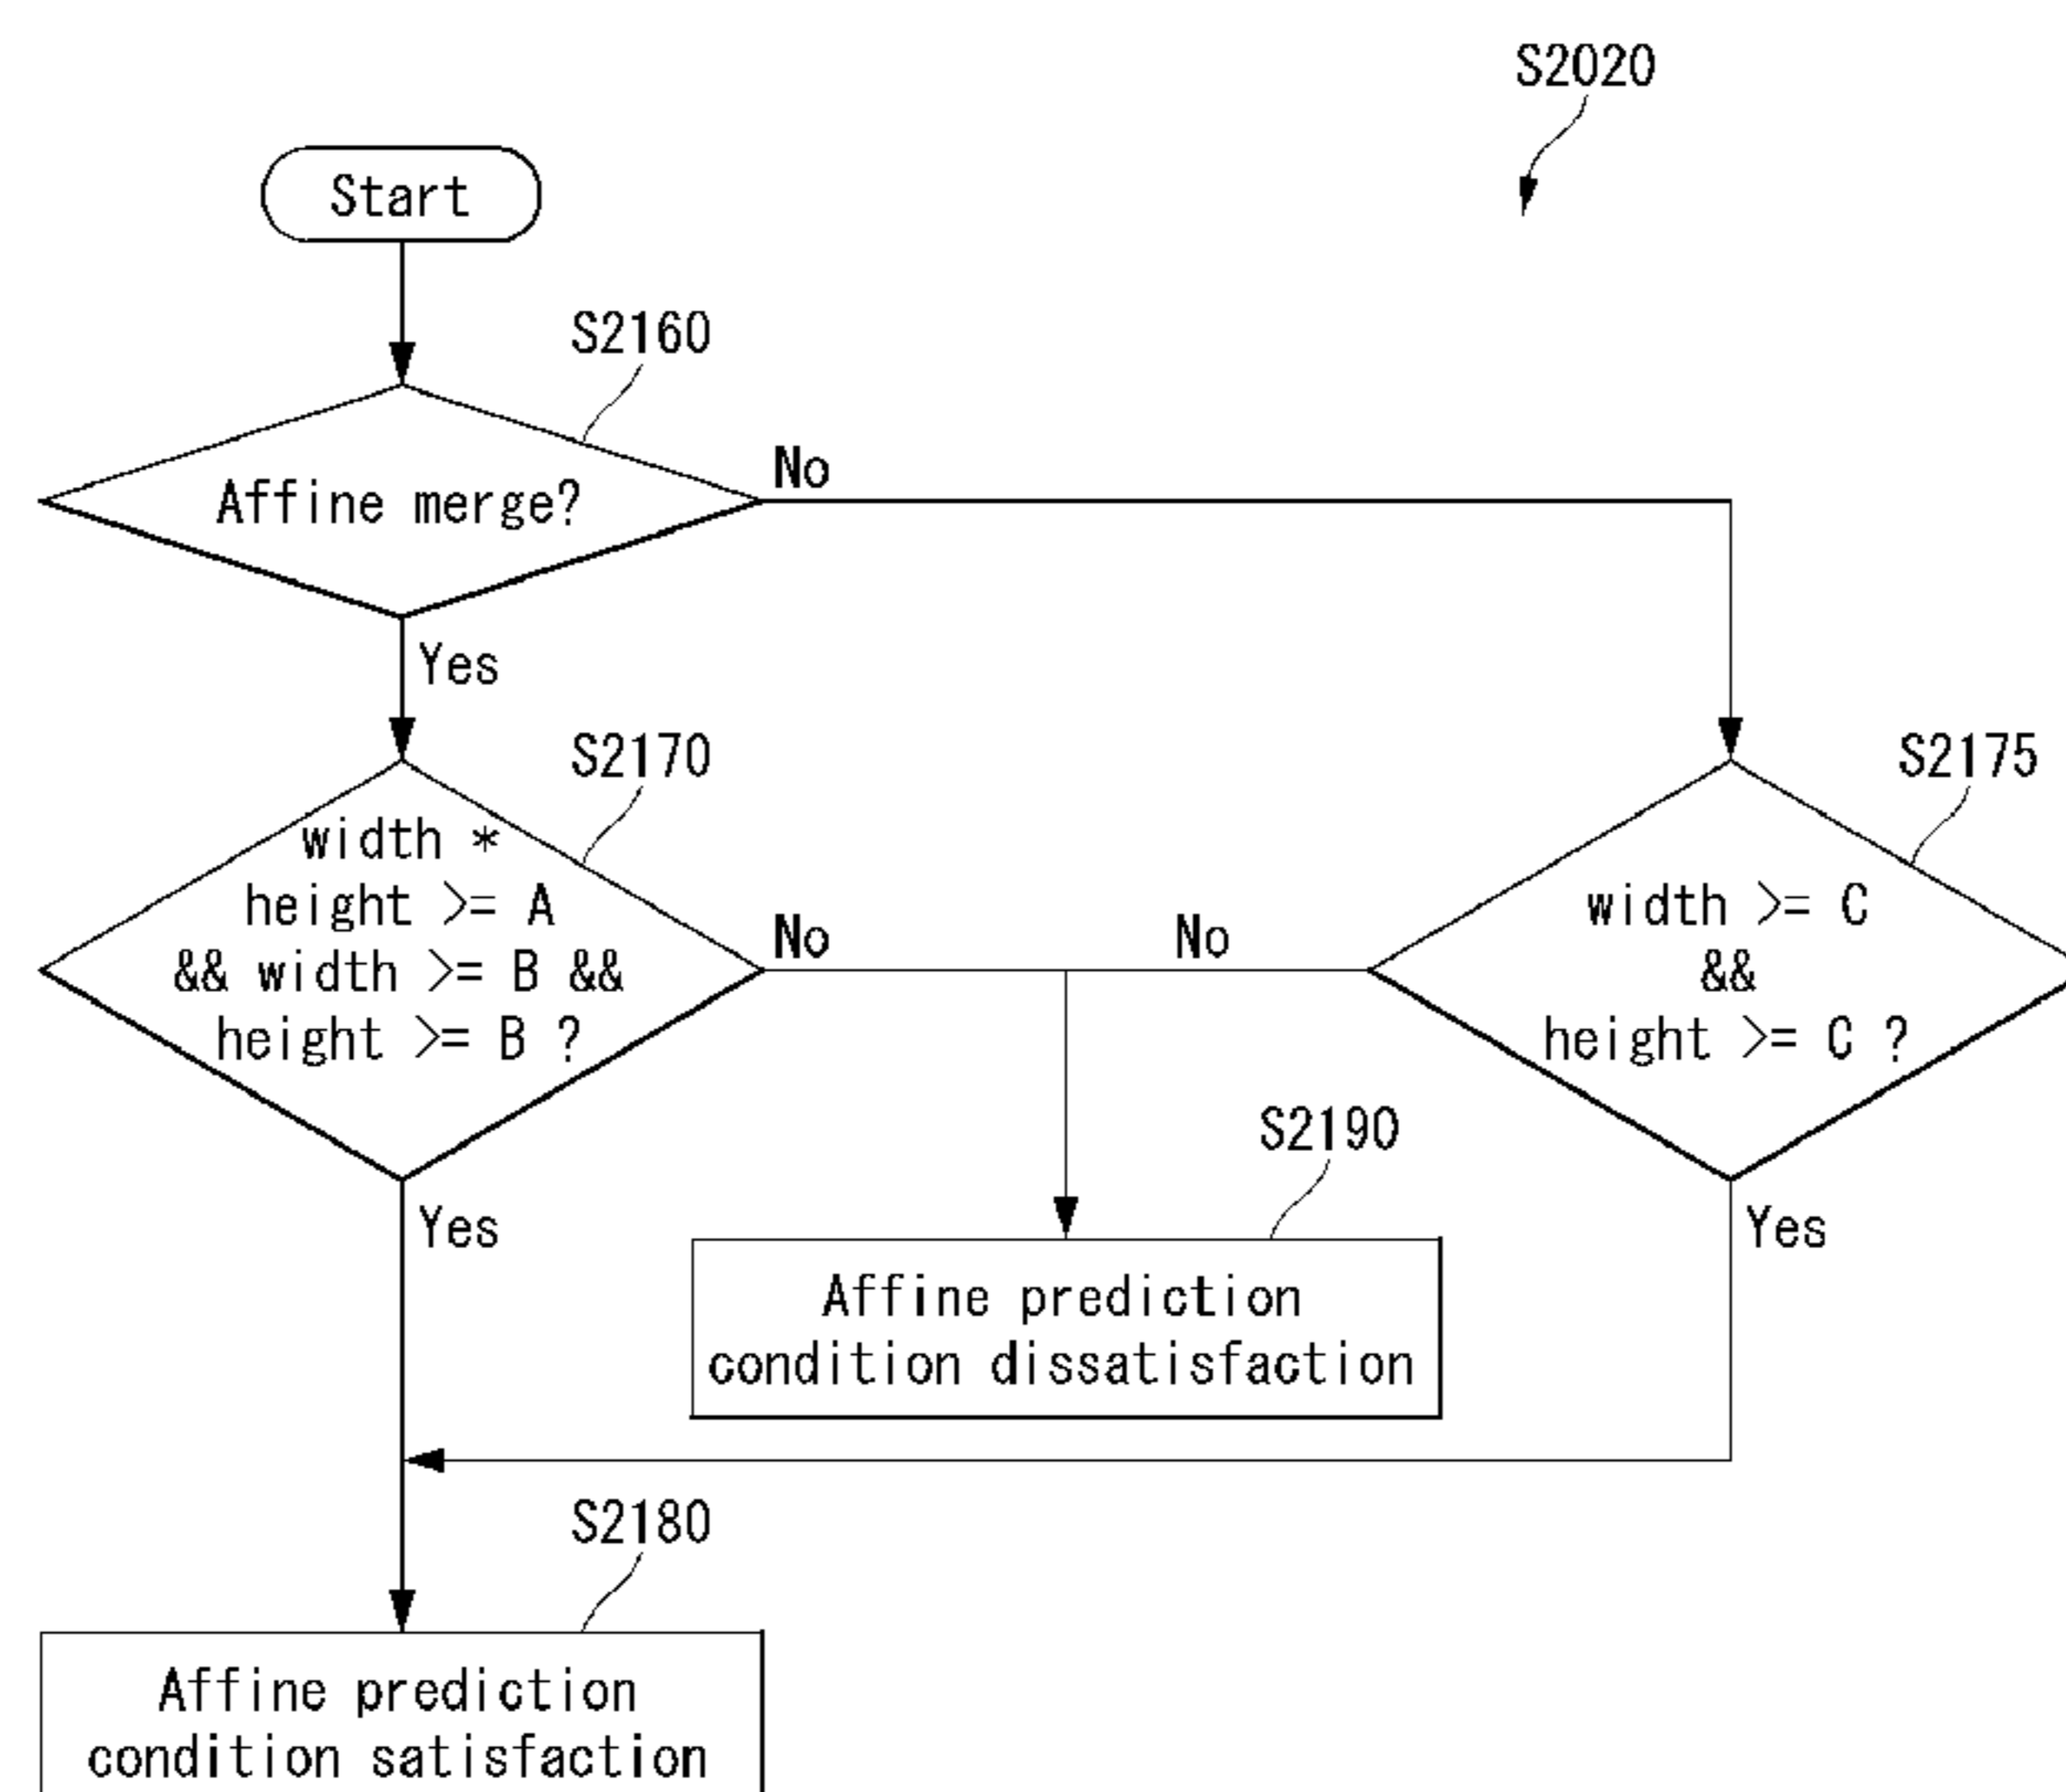 S2020
Start
S2160
Affine merge?
No
Yes
S2170
S2175
width *
height >= A
&& width >= B &&
height >= B ?
No
No
width >= C
&&
height >= C ?
S2190
Yes
Yes
Affine prediction
condition dissatisfaction
S2180
Affine prediction
condition satisfaction